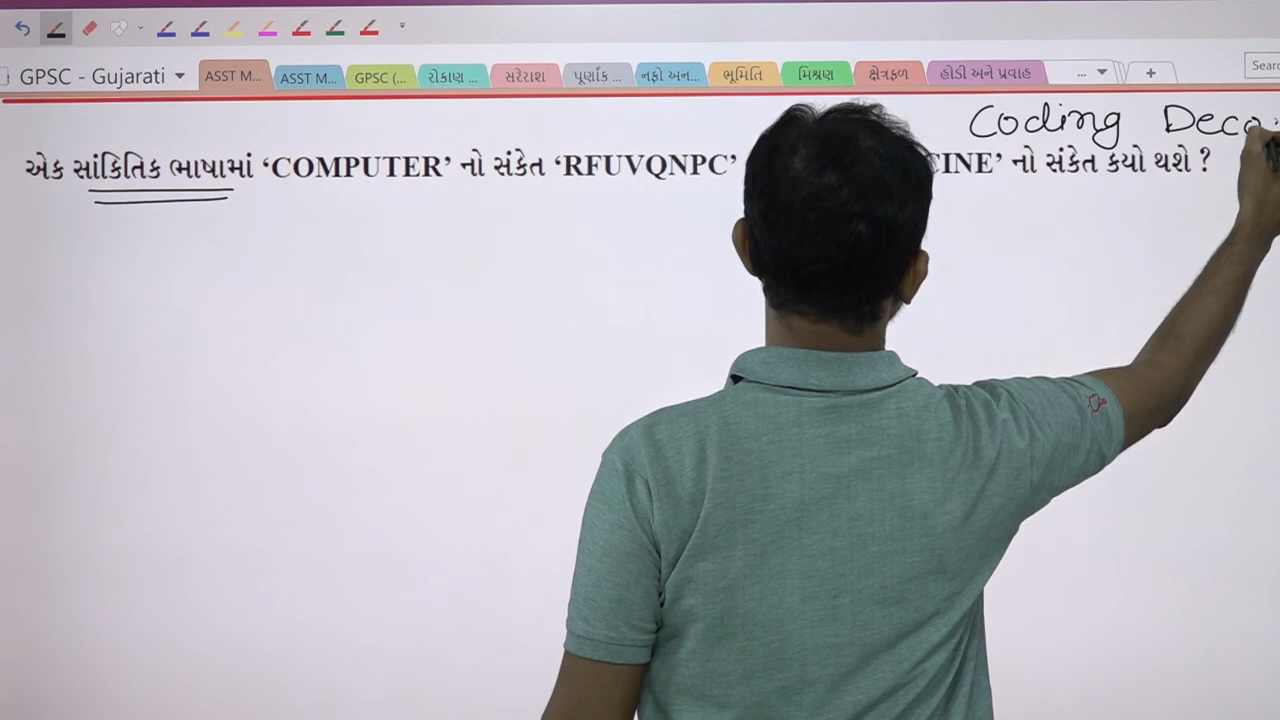 GPSC - Gujarati ASST M... ASST M... GPSC (... રોકાણ ... સરેરાશ પૂર્ણાંક ... નફો અન... ભૂમિતિ મિશ્રણ ક્ષેત્રફળ હોડી અને પ્રવાહ ... + Searc
Coding Deco
એક સાંકિતિક ભાષામાં ‘COMPUTER’ નો સંકેત ‘RFUVQNPC’ CINE’ નો સંકેત કયો થશે ?